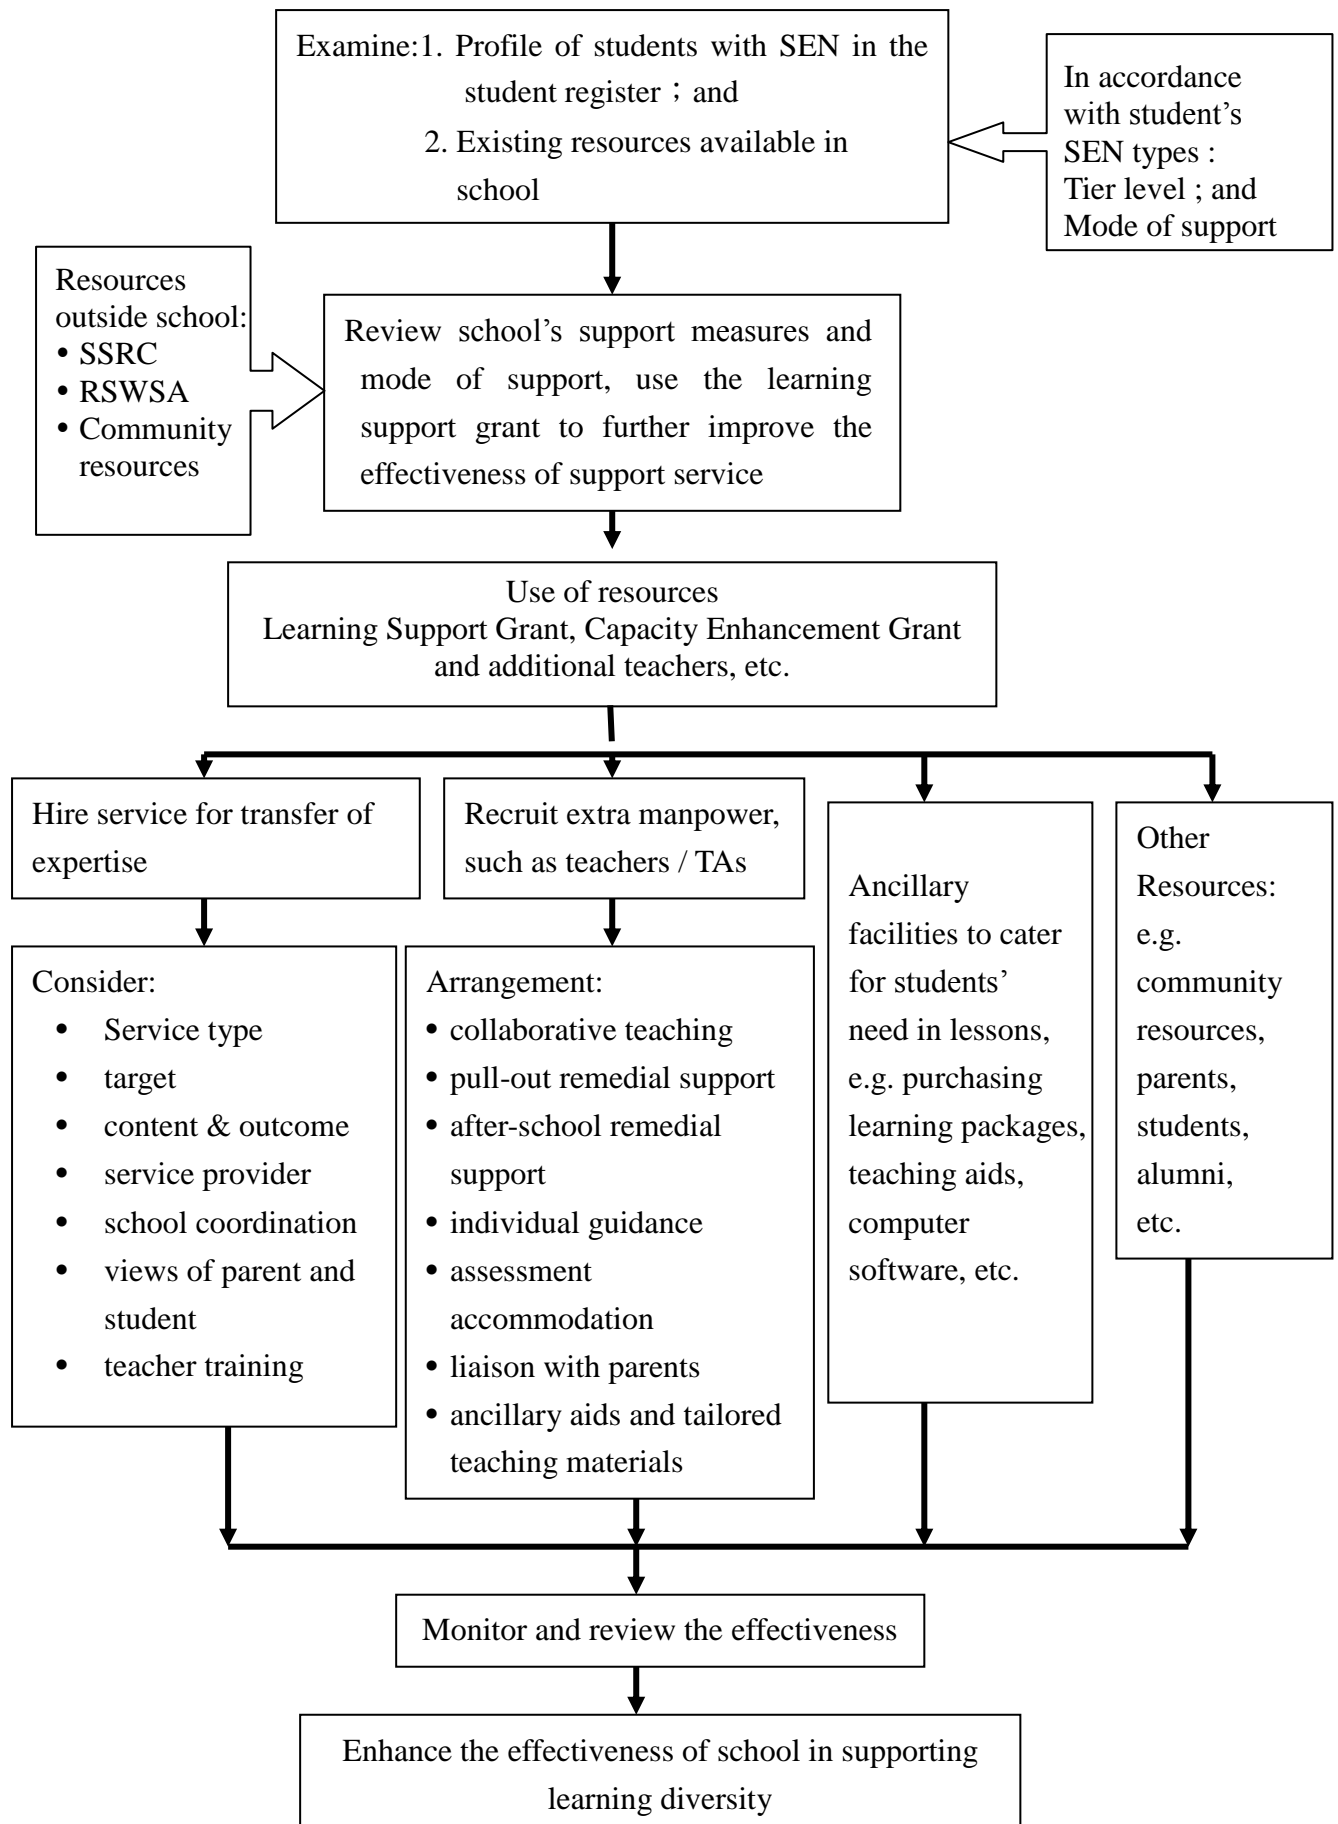 Examine:1. Profile of students with SEN in the
student register；and
2. Existing resources available in
school
In accordance
with student’s
SEN types :
Tier level ; and
Mode of support
Resources
outside school:
• SSRC
• RSWSA
• Community
resources
Review school’s support measures and
mode of support, use the learning
support grant to further improve the
effectiveness of support service
Use of resources
Learning Support Grant, Capacity Enhancement Grant
and additional teachers, etc.
Hire service for transfer of
expertise
Recruit extra manpower,
such as teachers / TAs
Ancillary
facilities to cater
for students’
need in lessons,
e.g. purchasing
learning packages,
teaching aids,
computer
software, etc.
Other
Resources:
e.g.
community
resources,
parents,
students,
alumni,
etc.
Consider:
• Service type
• target
• content & outcome
• service provider
• school coordination
• views of parent and
student
• teacher training
Arrangement:
• collaborative teaching
• pull-out remedial support
• after-school remedial
support
• individual guidance
• assessment
accommodation
• liaison with parents
• ancillary aids and tailored
teaching materials
Monitor and review the effectiveness
Enhance the effectiveness of school in supporting
learning diversity